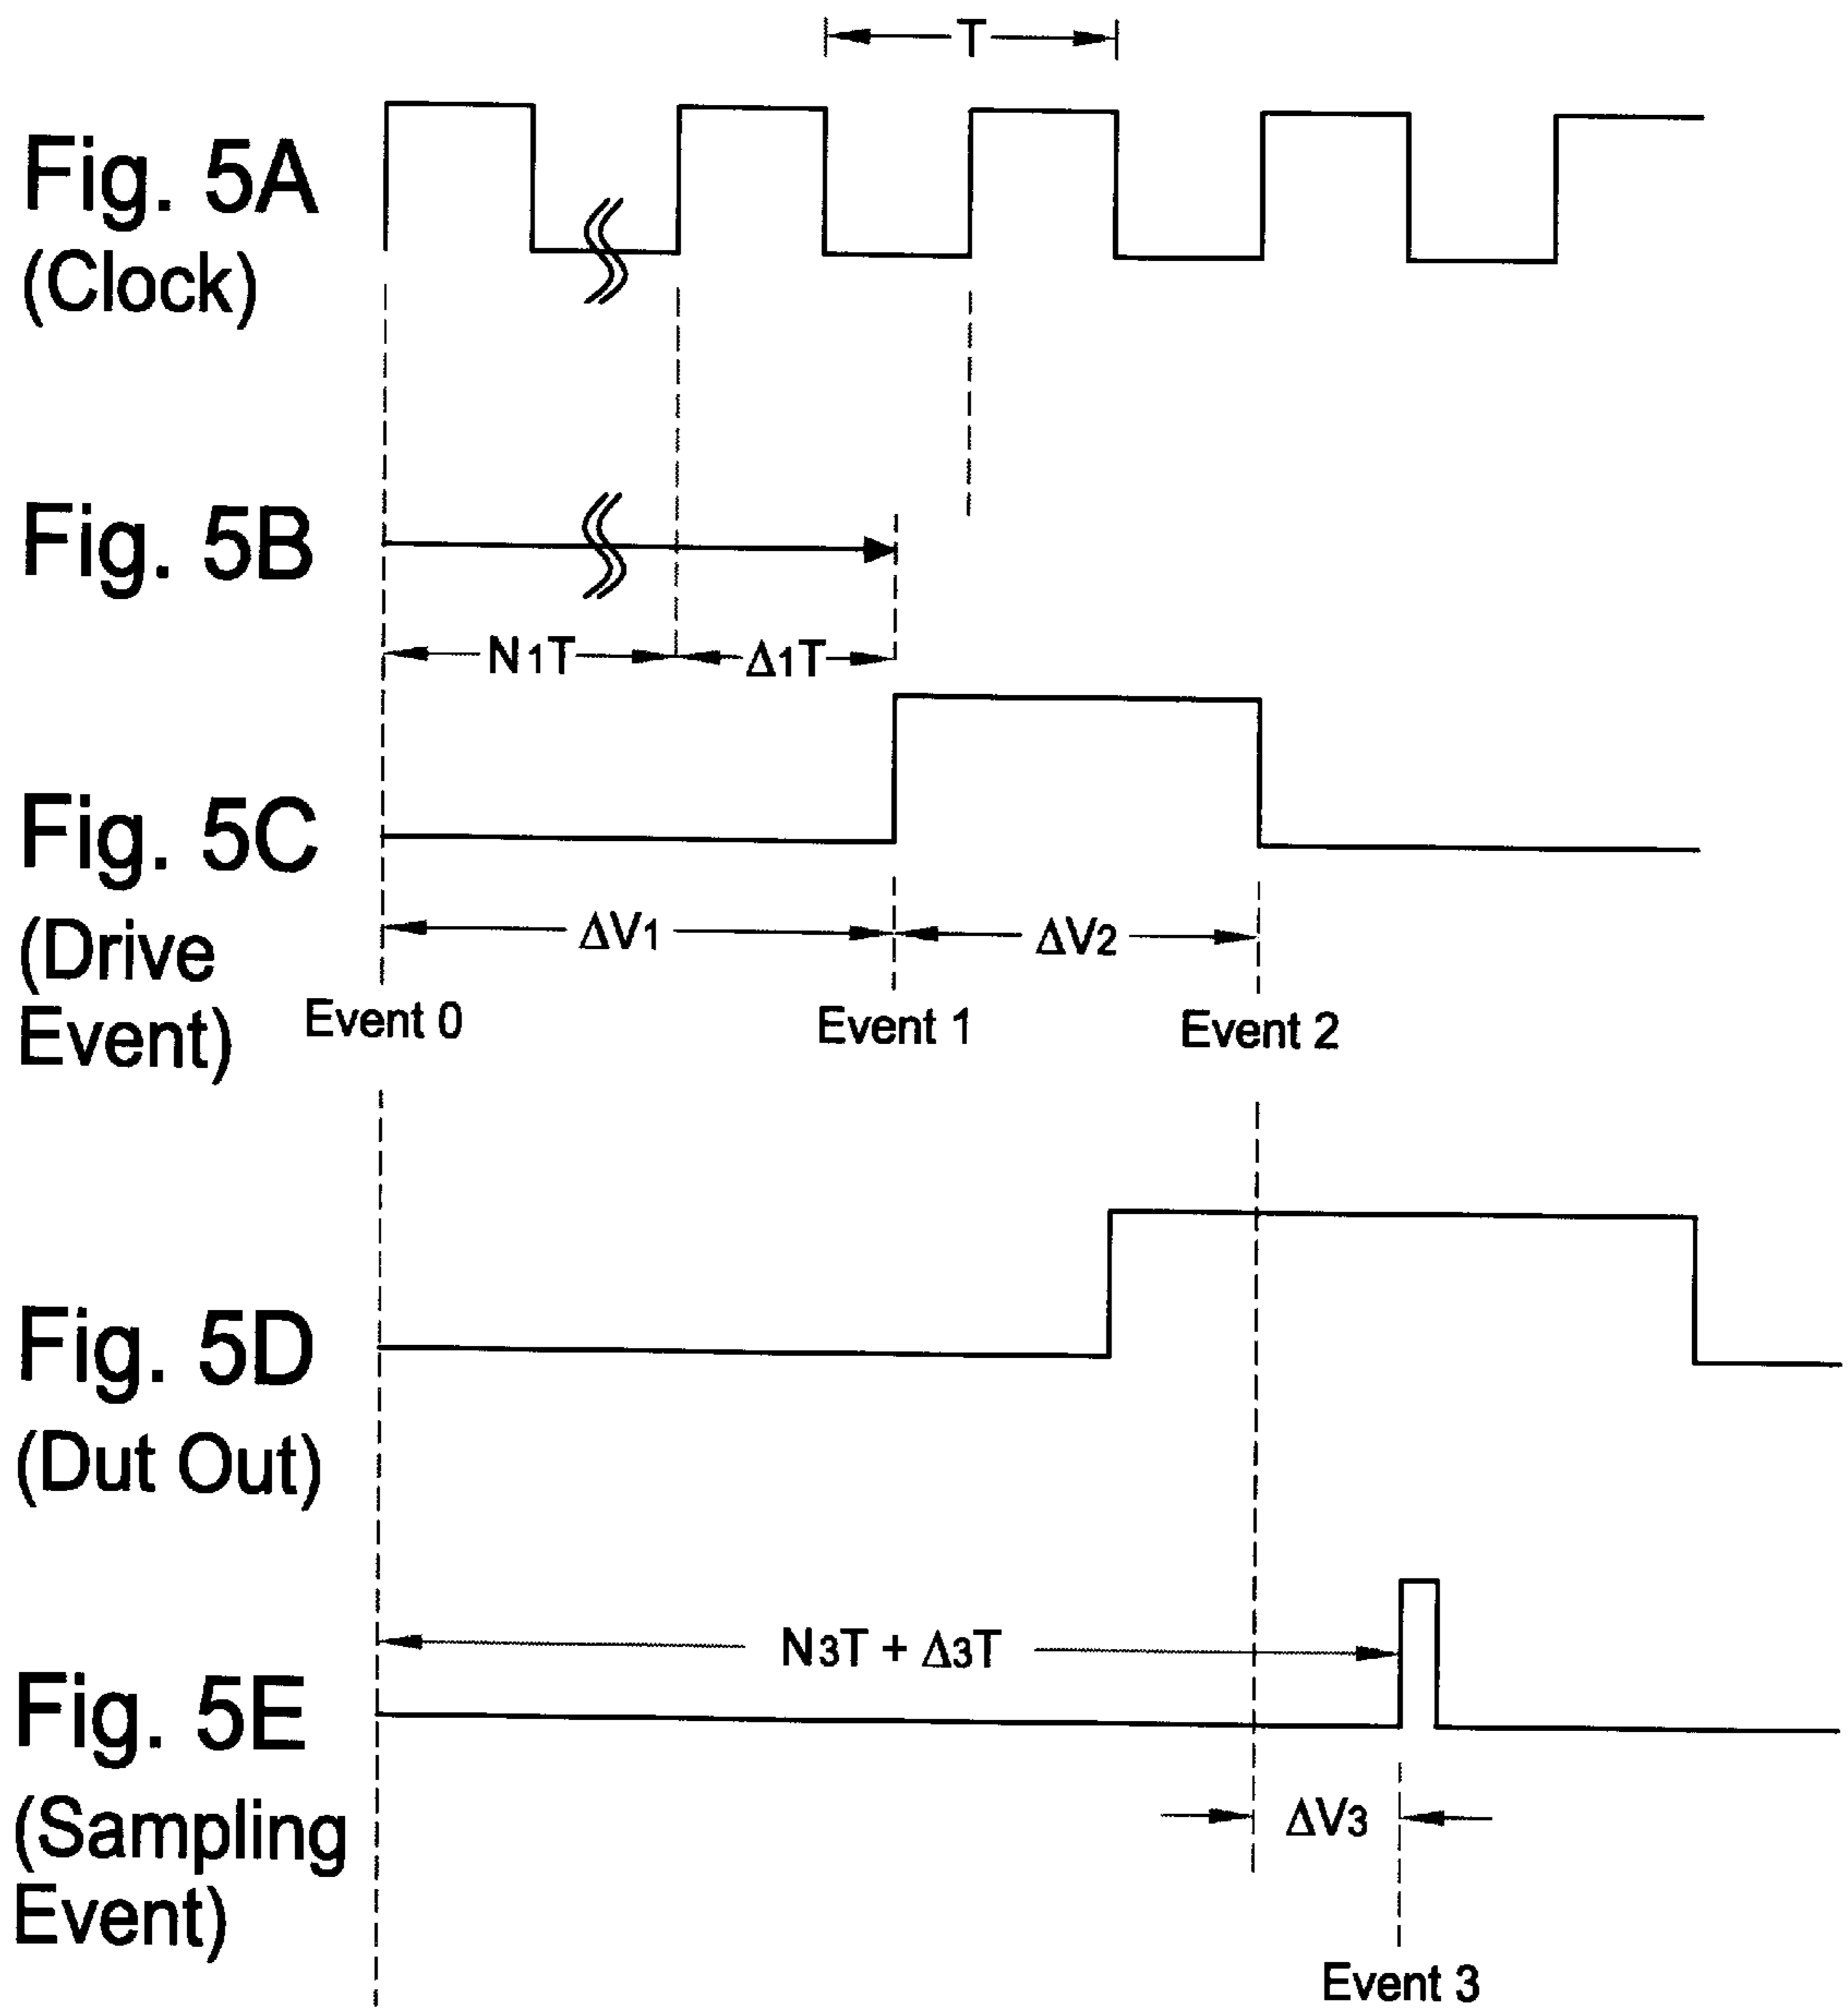 T
Fig. 5A
(Clock)
Fig. 5B
N1T
Δ1T
Fig. 5C
(Drive
Event)
ΔV1
ΔV2
Event 0
Event 1
Event 2
Fig. 5D
(Dut Out)
N3T + Δ3T
Fig. 5E
(Sampling
Event)
ΔV3
Event 3